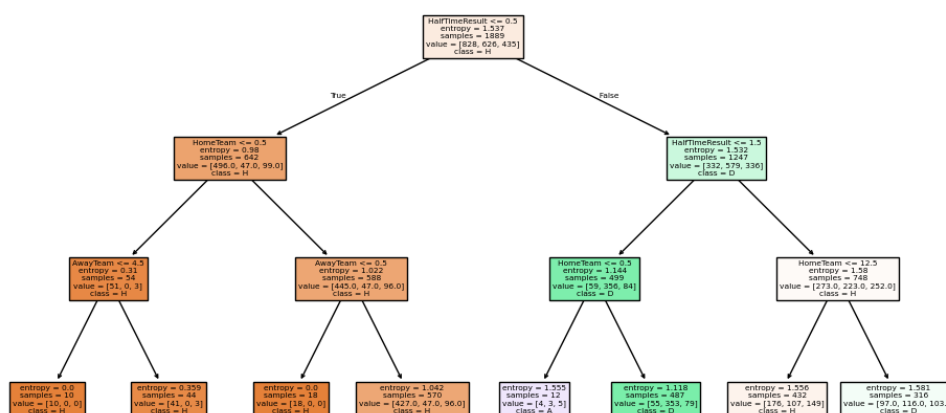 HalfTimeResult <= 0.5
entropy = 1.537
samples = 1889
value = [828, 626, 435]
class = H
True
False
HomeTeam <= 0.5
entropy = 0.98
samples = 642
value = [496.0, 47.0, 99.0]
class = H
HalfTimeResult <= 1.5
entropy = 1.532
samples = 1247
value = [332, 579, 336]
class = D
AwayTeam <= 4.5
entropy = 0.31
samples = 54
value = [51, 0, 3]
class = H
AwayTeam <= 0.5
entropy = 1.022
samples = 588
value = [445.0, 47.0, 96.0]
class = H
HomeTeam <= 0.5
entropy = 1.144
samples = 499
value = [59, 356, 84]
class = D
HomeTeam <= 12.5
entropy = 1.58
samples = 748
value = [273.0, 223.0, 252.0]
class = H
entropy = 0.0
samples = 10
value = [10, 0, 0]
class = H
entropy = 0.359
samples = 44
value = [41, 0, 3]
class = H
entropy = 0.0
samples = 18
value = [18, 0, 0]
class = H
entropy = 1.042
samples = 570
value = [427.0, 47.0, 96.0]
class = H
entropy = 1.555
samples = 12
value = [4, 3, 5]
class = A
entropy = 1.118
samples = 487
value = [55, 353, 79]
class = D
entropy = 1.556
samples = 432
value = [176, 107, 149]
class = H
entropy = 1.581
samples = 316
value = [97.0, 116.0, 103
class = D